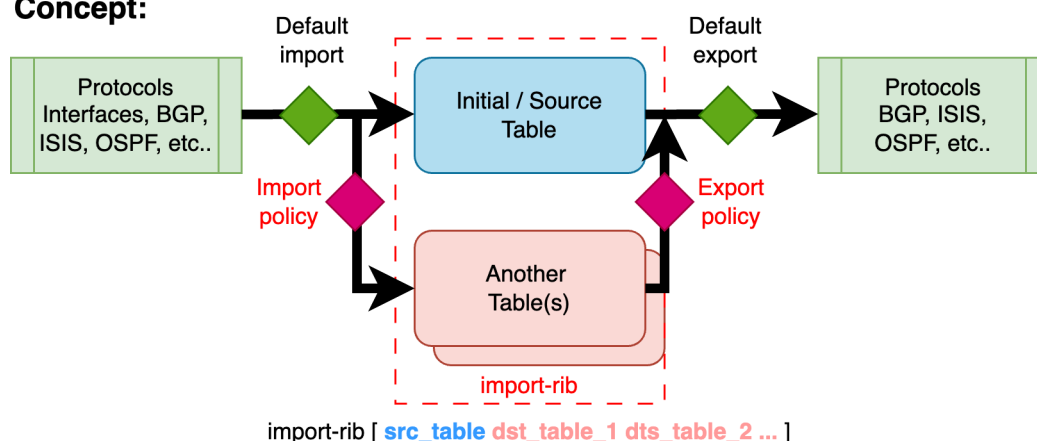 Concept:
Default
import
Default
export
Protocols
Interfaces, BGP,
ISIS, OSPF, etc..
Initial / Source
Table
Protocols
BGP, ISIS,
OSPF, etc..
Import
policy
Export
policy
Another
Table(s)
import-rib
import-rib [ src_table dst_table_1 dts_table_2 ... ]